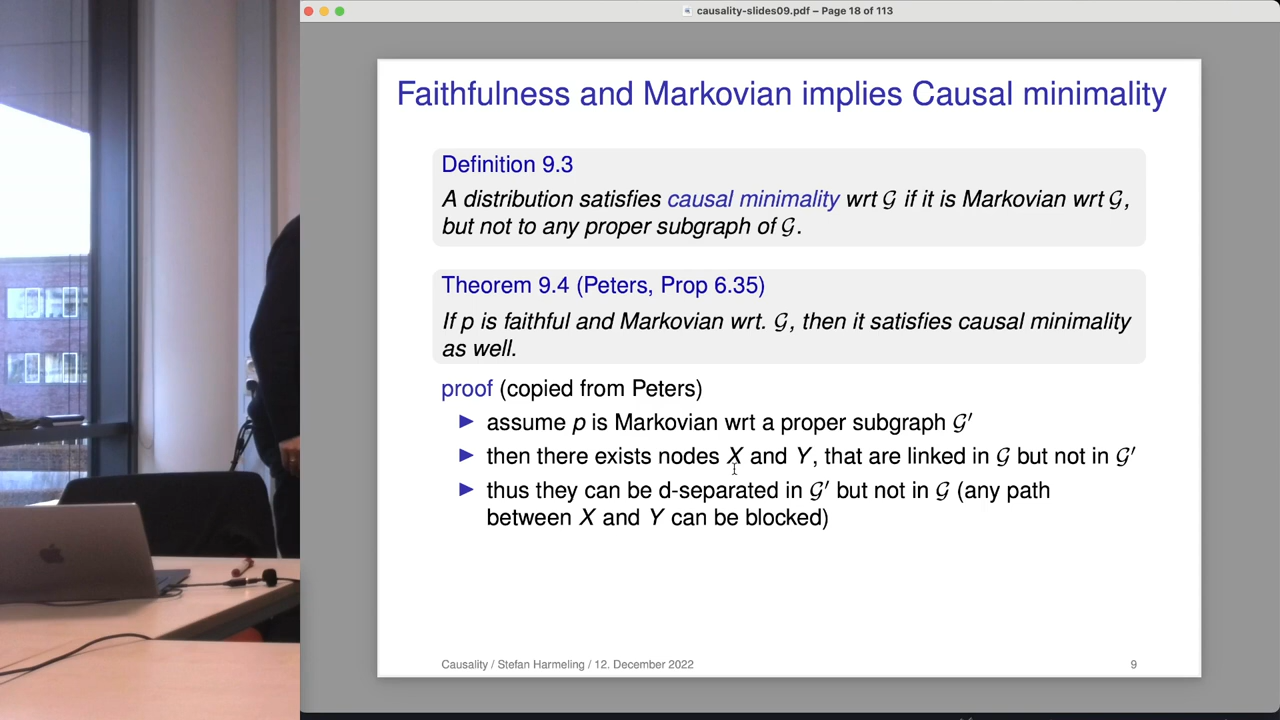 causality-slides09.pdf – Page 18 of 113
Faithfulness and Markovian implies Causal minimality
Definition 9.3
A distribution satisfies causal minimality wrt 𝒢 if it is Markovian wrt 𝒢,
but not to any proper subgraph of 𝒢.
Theorem 9.4 (Peters, Prop 6.35)
If p is faithful and Markovian wrt. 𝒢, then it satisfies causal minimality
as well.
proof (copied from Peters)
▶ assume p is Markovian wrt a proper subgraph 𝒢′
▶ then there exists nodes X and Y, that are linked in 𝒢 but not in 𝒢′
▶ thus they can be d-separated in 𝒢′ but not in 𝒢 (any path
between X and Y can be blocked)
Causality / Stefan Harmeling / 12. December 2022
9